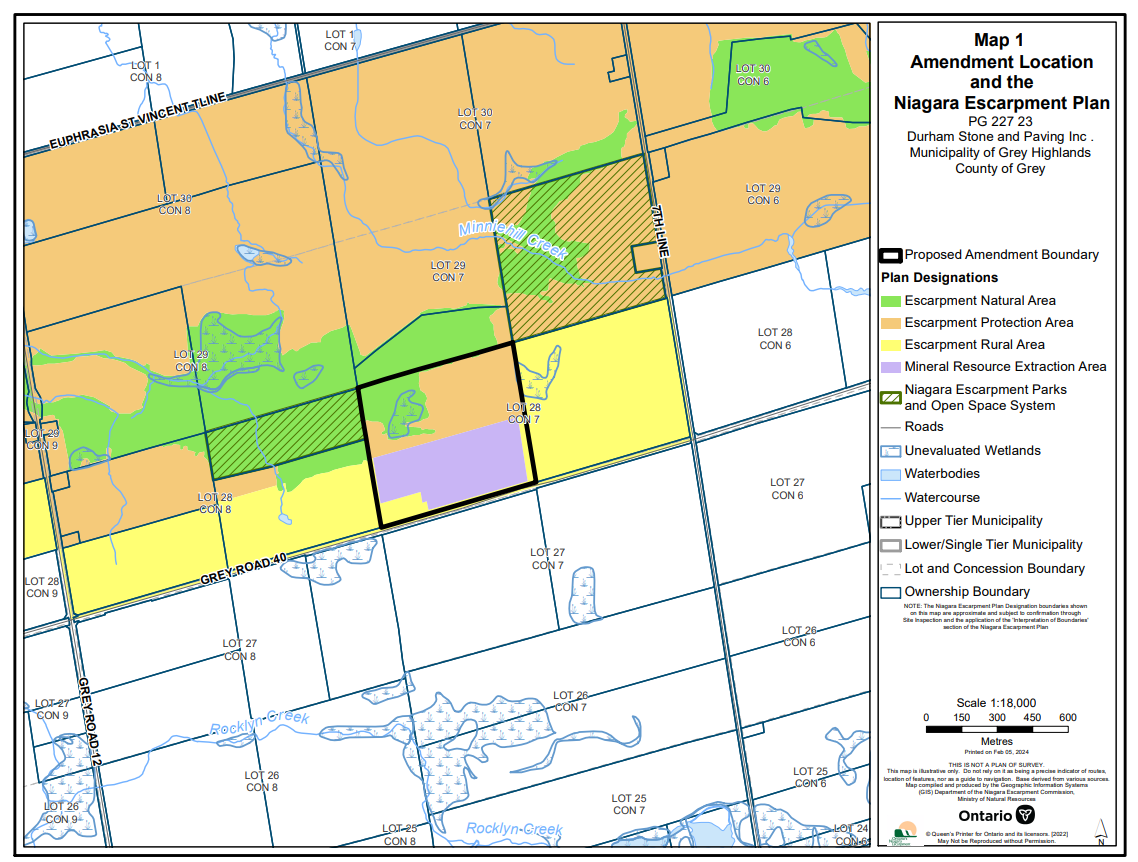 Map 1
Amendment Location
and the
Niagara Escarpment Plan
PG 227 23
Durham Stone and Paving Inc .
Municipality of Grey Highlands
County of Grey
Proposed Amendment Boundary
Plan Designations
Escarpment Natural Area
Escarpment Protection Area
Escarpment Rural Area
Mineral Resource Extraction Area
Niagara Escarpment Parks
and Open Space System
Roads
Unevaluated Wetlands
Waterbodies
Watercourse
Upper Tier Municipality
Lower/Single Tier Municipality
Lot and Concession Boundary
Ownership Boundary
NOTE: The Niagara Escarpment Plan Designation boundaries shown
on this map are approximate and subject to confirmation through
Site Inspection and the application of the 'Interpretation of Boundaries'
section of the Niagara Escarpment Plan
Scale 1:18,000
0 150 300 450 600
Metres
Printed on Feb 05, 2024
THIS IS NOT A PLAN OF SURVEY.
This map is illustrative only. Do not rely on it as being a precise indicator of routes,
location of features, nor as a guide to navigation. Base derived from various sources.
Map compiled and produced by the Geographic Information Systems
(GIS) Department of the Niagara Escarpment Commission,
Ministry of Natural Resources
Ontario
© Queen's Printer for Ontario and its licensors. [2022]
May Not be Reproduced without Permission.
N
LOT 1
CON 7
LOT 1
CON 8
LOT 30
CON 6
EUPHRASIA ST VINCENT TLINE
LOT 30
CON 7
LOT 30
CON 8
LOT 29
CON 6
7TH LINE
Minniehill Creek
LOT 29
CON 7
LOT 28
CON 6
LOT 29
CON 8
LOT 28
CON 7
LOT 29
CON 9
LOT 27
CON 6
LOT 28
CON 8
LOT 27
CON 7
GREY ROAD 40
LOT 28
CON 9
LOT 26
CON 6
LOT 27
CON 8
LOT 26
CON 7
LOT 27
CON 9
GREY ROAD 12
Rocklyn Creek
LOT 26
CON 8
LOT 25
CON 6
LOT 25
CON 7
LOT 26
CON 9
LOT 25
CON 8
Rocklyn Creek
LOT 24
CON 6